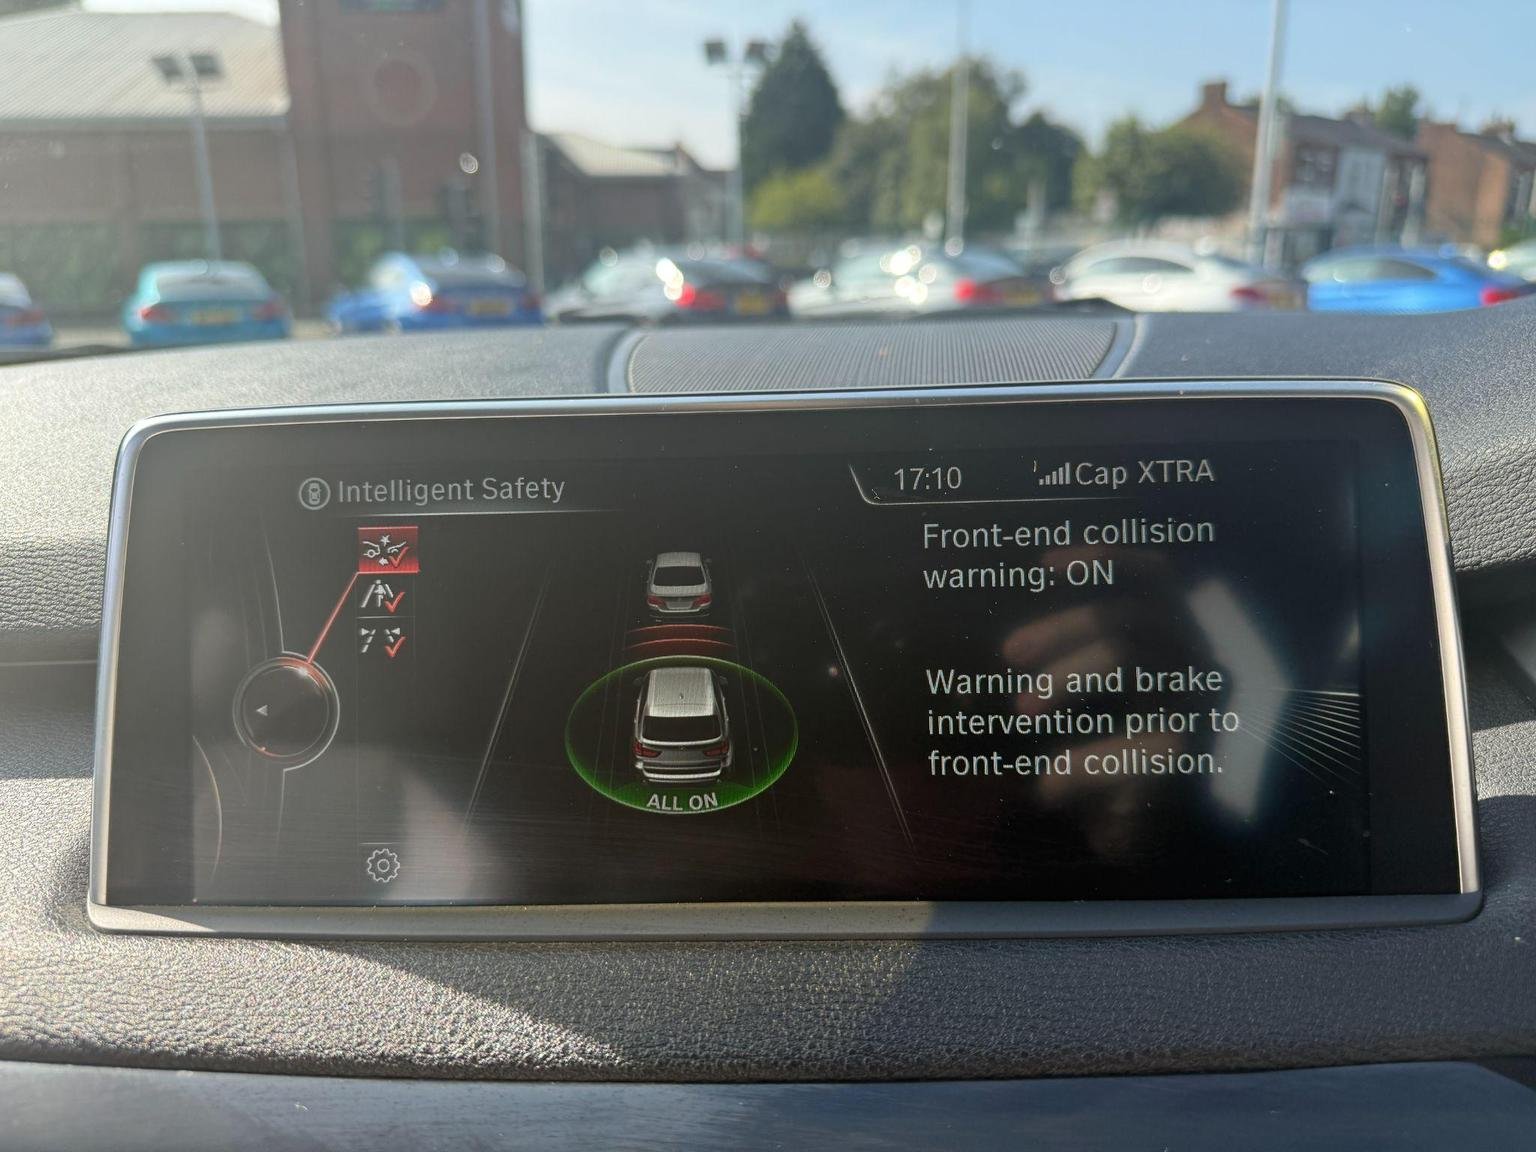 Intelligent Safety
17:10
Cap XTRA
Front-end collision
warning: ON
Warning and brake
intervention prior to
front-end collision.
ALL ON